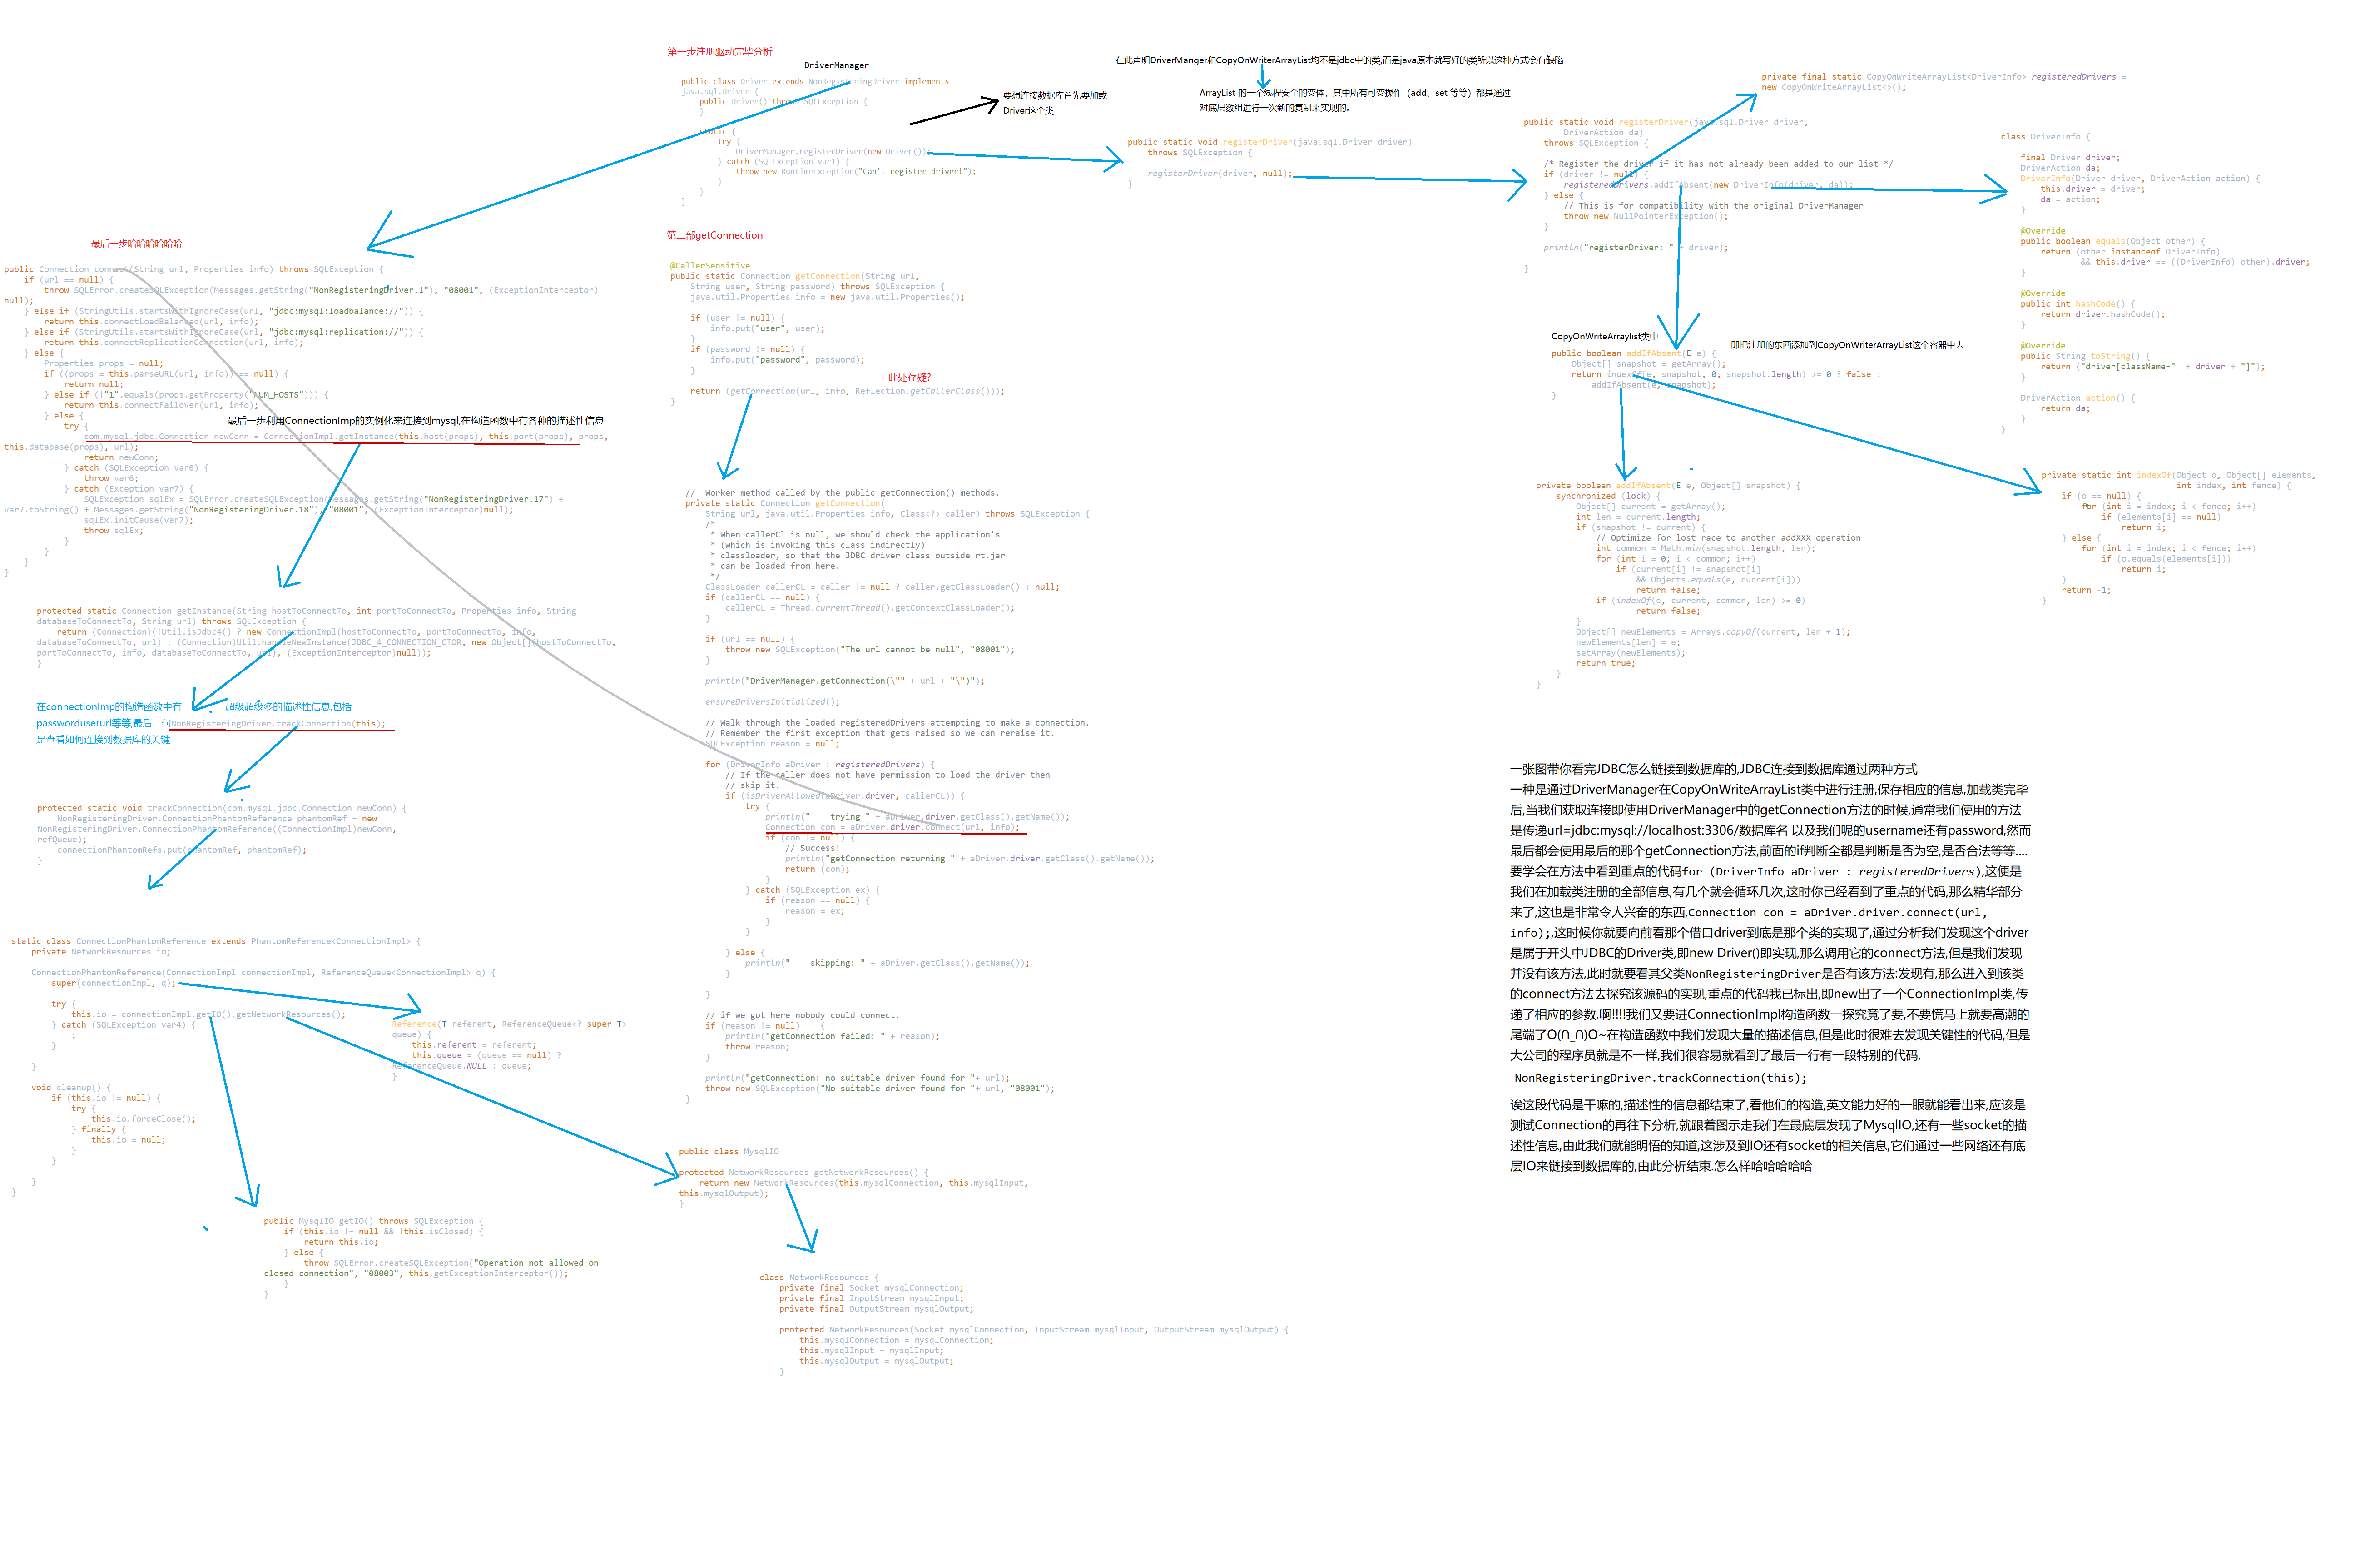 第一步注册驱动完毕分析
DriverManager
public class Driver extends NonRegisteringDriver implements
java.sql.Driver {
public Driver() throws SQLException {
}
static {
try {
DriverManager.registerDriver(new Driver());
} catch (SQLException var1) {
throw new RuntimeException("Can't register driver!");
}
}
}
要想连接数据库首先要加载
Driver这个类
在此声明DriverManger和CopyOnWriterArrayList均不是jdbc中的类,而是java原本就写好的类所以这种方式会有缺陷
ArrayList 的一个线程安全的变体，其中所有可变操作（add、set 等等）都是通过
对底层数组进行一次新的复制来实现的。
public static void registerDriver(java.sql.Driver driver)
throws SQLException {
registerDriver(driver, null);
}
private final static CopyOnWriteArrayList<DriverInfo> registeredDrivers =
new CopyOnWriteArrayList<>();
public static void registerDriver(java.sql.Driver driver,
DriverAction da)
throws SQLException {
/* Register the driver if it has not already been added to our list */
if (driver != null) {
registeredDrivers.addIfAbsent(new DriverInfo(driver, da));
} else {
// This is for compatibility with the original DriverManager
throw new NullPointerException();
}
println("registerDriver: " + driver);
}
class DriverInfo {
final Driver driver;
DriverAction da;
DriverInfo(Driver driver, DriverAction action) {
this.driver = driver;
da = action;
}
@Override
public boolean equals(Object other) {
return (other instanceof DriverInfo)
&& this.driver == ((DriverInfo) other).driver;
}
@Override
public int hashCode() {
return driver.hashCode();
}
@Override
public String toString() {
return ("driver[className=" + driver + "]");
}
DriverAction action() {
return da;
}
}
CopyOnWriteArraylist类中
即把注册的东西添加到CopyOnWriterArrayList这个容器中去
public boolean addIfAbsent(E e) {
Object[] snapshot = getArray();
return indexOf(e, snapshot, 0, snapshot.length) >= 0 ? false :
addIfAbsent(e, snapshot);
}
private boolean addIfAbsent(E e, Object[] snapshot) {
synchronized (lock) {
Object[] current = getArray();
int len = current.length;
if (snapshot != current) {
// Optimize for lost race to another addXXX operation
int common = Math.min(snapshot.length, len);
for (int i = 0; i < common; i++)
if (current[i] != snapshot[i]
&& Objects.equals(e, current[i]))
return false;
if (indexOf(e, current, common, len) >= 0)
return false;
}
Object[] newElements = Arrays.copyOf(current, len + 1);
newElements[len] = e;
setArray(newElements);
return true;
}
}
private static int indexOf(Object o, Object[] elements,
int index, int fence) {
if (o == null) {
for (int i = index; i < fence; i++)
if (elements[i] == null)
return i;
} else {
for (int i = index; i < fence; i++)
if (o.equals(elements[i]))
return i;
}
return -1;
}
第二部getConnection
@CallerSensitive
public static Connection getConnection(String url,
String user, String password) throws SQLException {
java.util.Properties info = new java.util.Properties();
if (user != null) {
info.put("user", user);
}
if (password != null) {
info.put("password", password);
}
此处存疑?
return (getConnection(url, info, Reflection.getCallerClass()));
}
// Worker method called by the public getConnection() methods.
private static Connection getConnection(
String url, java.util.Properties info, Class<?> caller) throws SQLException {
/*
* When callerCl is null, we should check the application's
* (which is invoking this class indirectly)
* classloader, so that the JDBC driver class outside rt.jar
* can be loaded from here.
*/
ClassLoader callerCL = caller != null ? caller.getClassLoader() : null;
if (callerCL == null) {
callerCL = Thread.currentThread().getContextClassLoader();
}
if (url == null) {
throw new SQLException("The url cannot be null", "08001");
}
println("DriverManager.getConnection(\"" + url + "\")");
ensureDriversInitialized();
// Walk through the loaded registeredDrivers attempting to make a connection.
// Remember the first exception that gets raised so we can reraise it.
SQLException reason = null;
for (DriverInfo aDriver : registeredDrivers) {
// If the caller does not have permission to load the driver then
// skip it.
if (isDriverAllowed(aDriver.driver, callerCL)) {
try {
println("    trying " + aDriver.driver.getClass().getName());
Connection con = aDriver.driver.connect(url, info);
if (con != null) {
// Success!
println("getConnection returning " + aDriver.driver.getClass().getName());
return (con);
}
} catch (SQLException ex) {
if (reason == null) {
reason = ex;
}
}
} else {
println("    skipping: " + aDriver.getClass().getName());
}
}
// if we got here nobody could connect.
if (reason != null) {
println("getConnection failed: " + reason);
throw reason;
}
println("getConnection: no suitable driver found for "+ url);
throw new SQLException("No suitable driver found for "+ url, "08001");
}
最后一步哈哈哈哈哈哈
public Connection connect(String url, Properties info) throws SQLException {
if (url == null) {
throw SQLError.createSQLException(Messages.getString("NonRegisteringDriver.1"), "08001", (ExceptionInterceptor)
null);
} else if (StringUtils.startsWithIgnoreCase(url, "jdbc:mysql:loadbalance://")) {
return this.connectLoadBalanced(url, info);
} else if (StringUtils.startsWithIgnoreCase(url, "jdbc:mysql:replication://")) {
return this.connectReplicationConnection(url, info);
} else {
Properties props = null;
if ((props = this.parseURL(url, info)) == null) {
return null;
} else if (!"1".equals(props.getProperty("NUM_HOSTS"))) {
return this.connectFailover(url, info);
} else {
try {
最后一步利用ConnectionImp的实例化来连接到mysql,在构造函数中有各种的描述性信息
com.mysql.jdbc.Connection newConn = ConnectionImpl.getInstance(this.host(props), this.port(props), props,
this.database(props), url);
return newConn;
} catch (SQLException var6) {
throw var6;
} catch (Exception var7) {
SQLException sqlEx = SQLError.createSQLException(Messages.getString("NonRegisteringDriver.17") +
var7.toString() + Messages.getString("NonRegisteringDriver.18"), "08001", (ExceptionInterceptor)null);
sqlEx.initCause(var7);
throw sqlEx;
}
}
}
}
protected static Connection getInstance(String hostToConnectTo, int portToConnectTo, Properties info, String
databaseToConnectTo, String url) throws SQLException {
return (Connection)(!Util.isJdbc4() ? new ConnectionImpl(hostToConnectTo, portToConnectTo, info,
databaseToConnectTo, url) : (Connection)Util.handleNewInstance(JDBC_4_CONNECTION_CTOR, new Object[]{hostToConnectTo,
portToConnectTo, info, databaseToConnectTo, url}, (ExceptionInterceptor)null));
}
在connectionImp的构造函数中有 超级超级多的描述性信息,包括
passworduserurl等等,最后一句NonRegisteringDriver.trackConnection(this);
是查看如何连接到数据库的关键
protected static void trackConnection(com.mysql.jdbc.Connection newConn) {
NonRegisteringDriver.ConnectionPhantomReference phantomRef = new
NonRegisteringDriver.ConnectionPhantomReference((ConnectionImpl)newConn,
refQueue);
connectionPhantomRefs.put(phantomRef, phantomRef);
}
static class ConnectionPhantomReference extends PhantomReference<ConnectionImpl> {
private NetworkResources io;
ConnectionPhantomReference(ConnectionImpl connectionImpl, ReferenceQueue<ConnectionImpl> q) {
super(connectionImpl, q);
try {
this.io = connectionImpl.getIO().getNetworkResources();
} catch (SQLException var4) {
;
}
}
void cleanup() {
if (this.io != null) {
try {
this.io.forceClose();
} finally {
this.io = null;
}
}
}
}
Reference(T referent, ReferenceQueue<? super T>
queue) {
this.referent = referent;
this.queue = (queue == null) ?
ReferenceQueue.NULL : queue;
}
public MysqlIO getIO() throws SQLException {
if (this.io != null && !this.isClosed) {
return this.io;
} else {
throw SQLError.createSQLException("Operation not allowed on
closed connection", "08003", this.getExceptionInterceptor());
}
}
public class MysqlIO
protected NetworkResources getNetworkResources() {
return new NetworkResources(this.mysqlConnection, this.mysqlInput,
this.mysqlOutput);
}
class NetworkResources {
private final Socket mysqlConnection;
private final InputStream mysqlInput;
private final OutputStream mysqlOutput;
protected NetworkResources(Socket mysqlConnection, InputStream mysqlInput, OutputStream mysqlOutput) {
this.mysqlConnection = mysqlConnection;
this.mysqlInput = mysqlInput;
this.mysqlOutput = mysqlOutput;
}
一张图带你看完JDBC怎么链接到数据库的,JDBC连接到数据库通过两种方式
一种是通过DriverManager在CopyOnWriteArrayList类中进行注册,保存相应的信息,加载类完毕
后,当我们获取连接即使用DriverManager中的getConnection方法的时候,通常我们使用的方法
是传递url=jdbc:mysql://localhost:3306/数据库名 以及我们呢的username还有password,然而
最后都会使用最后的那个getConnection方法,前面的if判断全都是判断是否为空,是否合法等等....
要学会在方法中看到重点的代码for (DriverInfo aDriver : registeredDrivers),这便是
我们在加载类注册的全部信息,有几个就会循环几次,这时你已经看到了重点的代码,那么精华部分
来了,这也是非常令人兴奋的东西,Connection con = aDriver.driver.connect(url,
info);,这时候你就要向前看那个借口driver到底是那个类的实现了,通过分析我们发现这个driver
是属于开头中JDBC的Driver类,即new Driver()即实现,那么调用它的connect方法,但是我们发现
并没有该方法,此时就要看其父类NonRegisteringDriver是否有该方法:发现有,那么进入到该类
的connect方法去探究该源码的实现,重点的代码我已标出,即new出了一个ConnectionImpl类,传
递了相应的参数,啊!!!!我们又要进ConnectionImpl构造函数一探究竟了要,不要慌马上就要高潮的
尾端了O(∩_∩)O~在构造函数中我们发现大量的描述信息,但是此时很难去发现关键性的代码,但是
大公司的程序员就是不一样,我们很容易就看到了最后一行有一段特别的代码,
NonRegisteringDriver.trackConnection(this);
诶这段代码是干嘛的,描述性的信息都结束了,看他们的构造,英文能力好的一眼就能看出来,应该是
测试Connection的再往下分析,就跟着图示走我们在最底层发现了MysqlIO,还有一些socket的描
述性信息,由此我们就能明悟的知道,这涉及到IO还有socket的相关信息,它们通过一些网络还有底
层IO来链接到数据库的,由此分析结束.怎么样哈哈哈哈哈